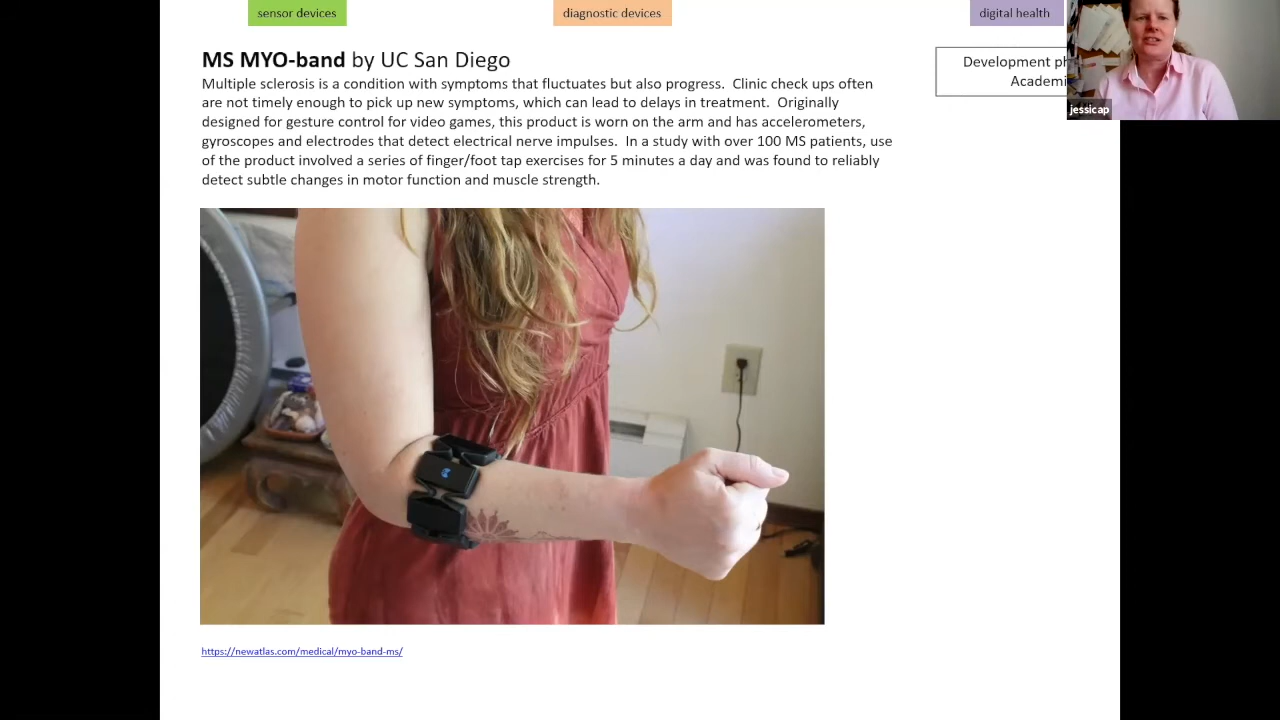 sensor devices
diagnostic devices
digital health
MS MYO-band by UC San Diego
Multiple sclerosis is a condition with symptoms that fluctuates but also progress. Clinic check ups often
are not timely enough to pick up new symptoms, which can lead to delays in treatment. Originally
designed for gesture control for video games, this product is worn on the arm and has accelerometers,
gyroscopes and electrodes that detect electrical nerve impulses. In a study with over 100 MS patients, use
of the product involved a series of finger/foot tap exercises for 5 minutes a day and was found to reliably
detect subtle changes in motor function and muscle strength.
Development
jessicap
https://newatlas.com/medical/myo-band-ms/